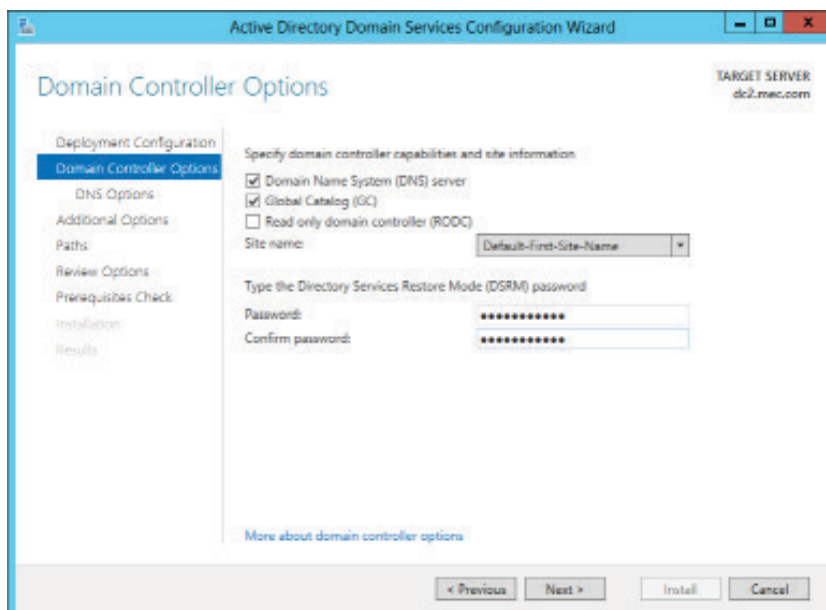 Active Directory Domain Services Configuration Wizard
Domain Controller Options
TARGET SERVER
dc2.mec.com
Deployment Configuration
Domain Controller Options
DNS Options
Additional Options
Paths
Review Options
Prerequisites Check
Installation
Results
Specify domain controller capabilities and site information
Domain Name System (DNS) server
Global Catalog (GC)
Read only domain controller (RODC)
Site name: Default-First-Site-Name
Type the Directory Services Restore Mode (DSRM) password
Password: •••••••••••
Confirm password: •••••••••••
More about domain controller options
< Previous Next > Install Cancel